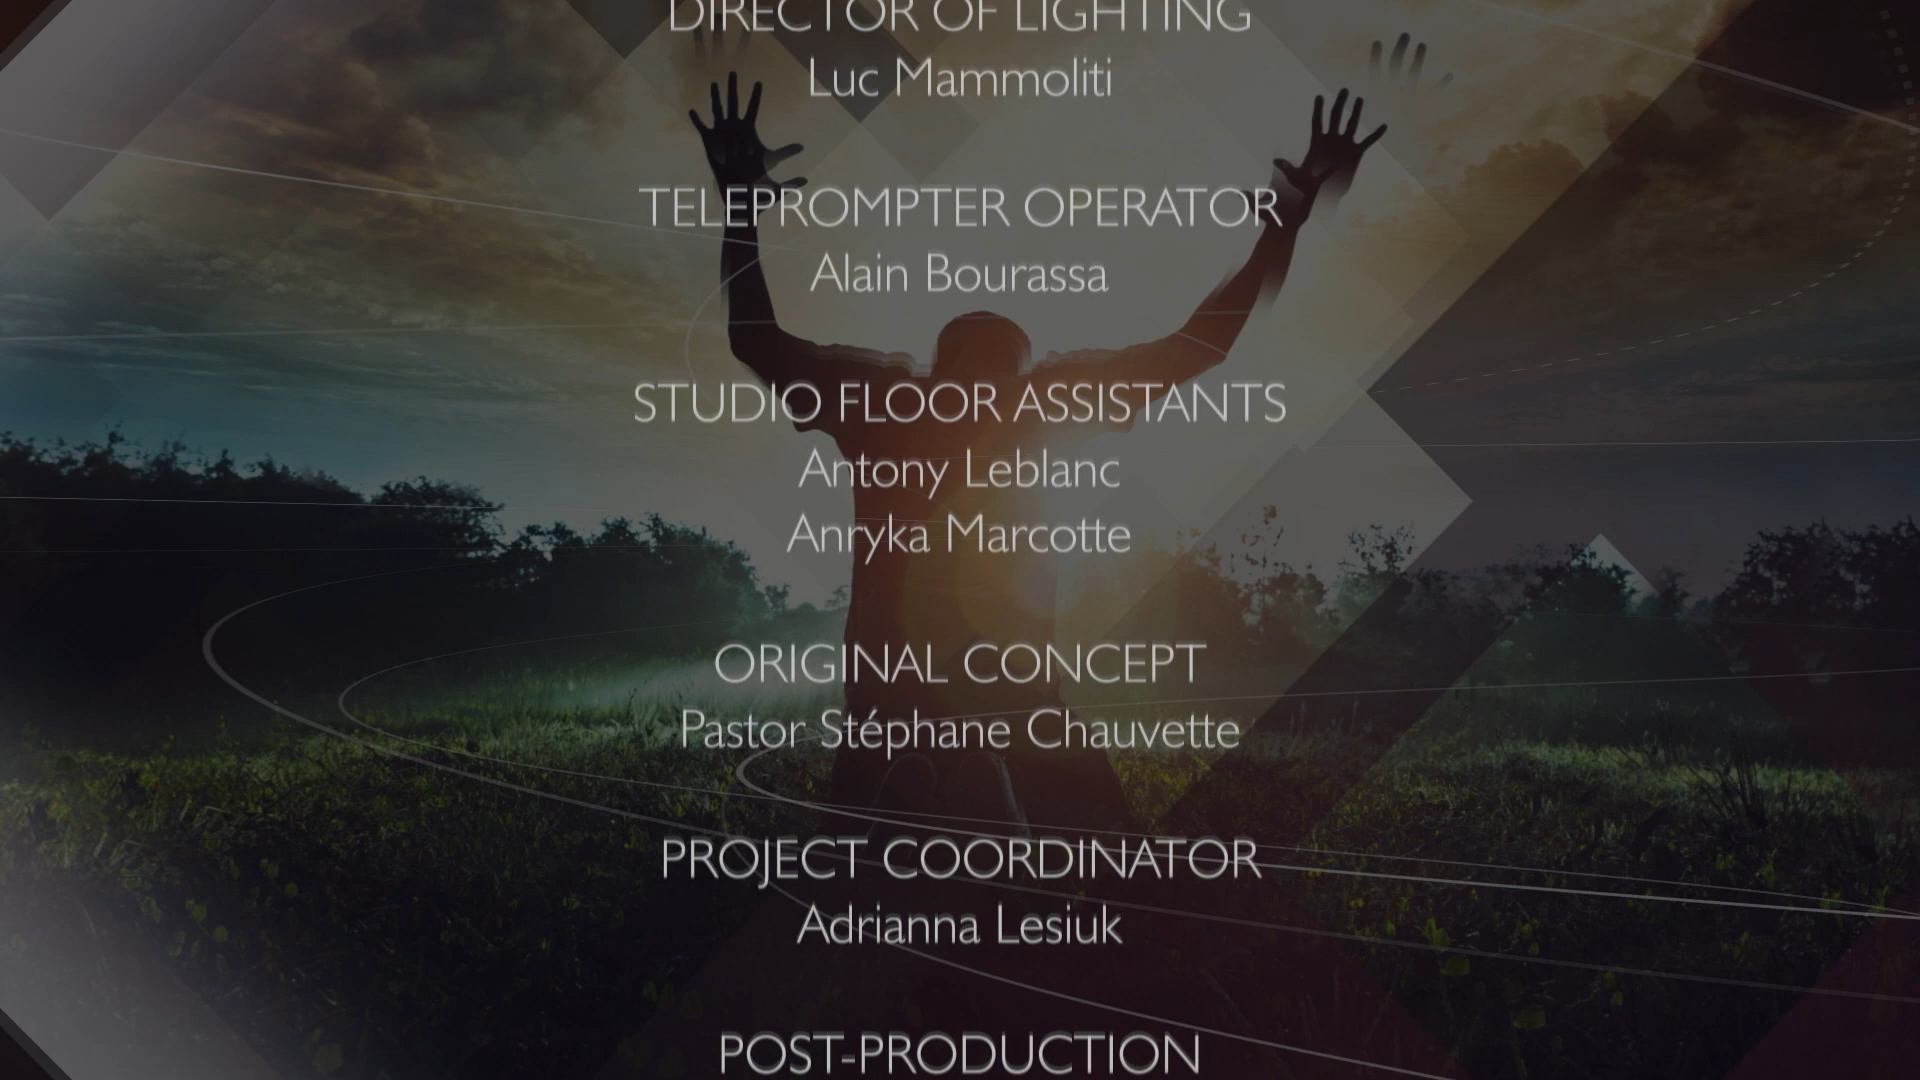 DIRECTOR OF LIGHTING
Luc Mammoliti
TELEPROMPTER OPERATOR
Alain Bourassa
STUDIO FLOOR ASSISTANTS
Antony Leblanc
Anryka Marcotte
ORIGINAL CONCEPT
Pastor Stéphane Chauvette
PROJECT COORDINATOR
Adrianna Lesiuk
POST-PRODUCTION